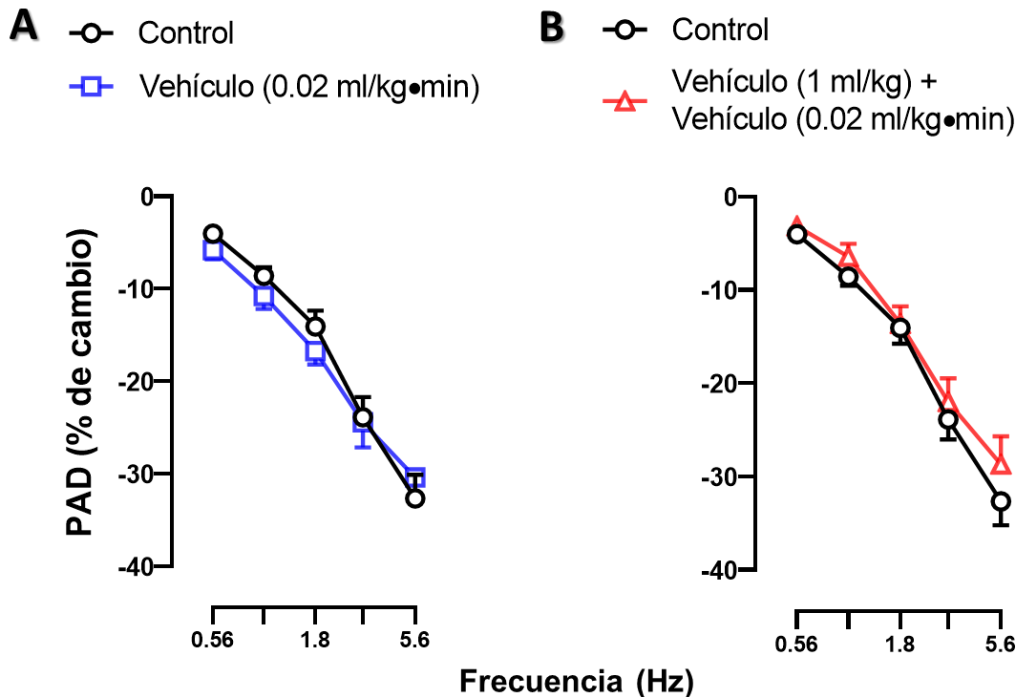 A
Control
Vehículo (0.02 ml/kg•min)
B
Control
Vehículo (1 ml/kg) +
Vehículo (0.02 ml/kg•min)
PAD (% de cambio)
0
-10
-20
-30
-40
0.56
1.8
5.6
0
-10
-20
-30
-40
0.56
1.8
5.6
Frecuencia (Hz)